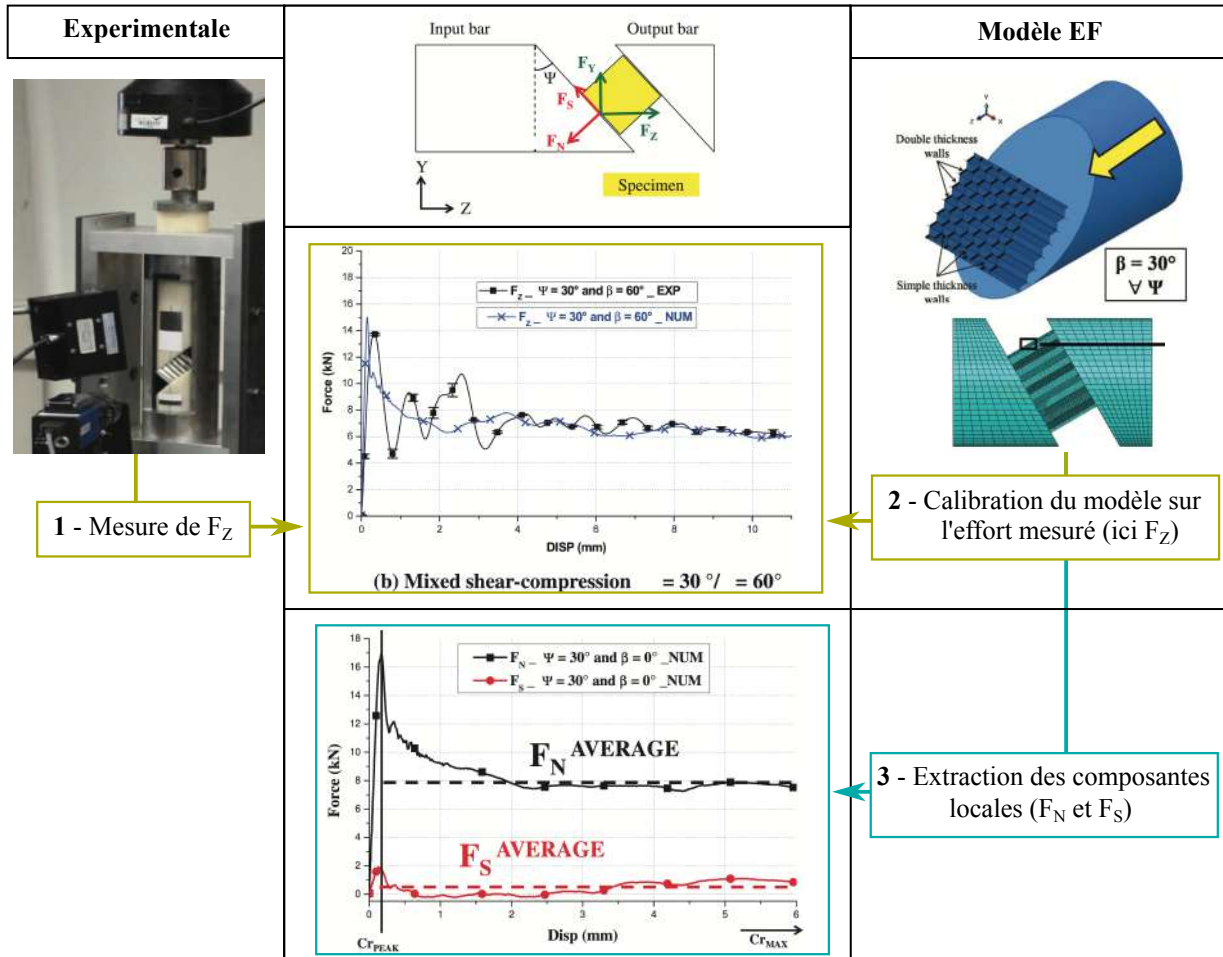 Experimentale
Input bar
Output bar
Modèle EF
Ψ
F_Y
F_S
F_N
F_Z
Y
Z
Specimen
Y
Z
X
Double thickness
walls
β = 30°
∀ Ψ
Simple thickness
walls
20
18
16
14
12
10
8
6
4
2
0
Force (kN)
F_Z _ Ψ = 30° and β = 60° _ EXP
F_Z _ Ψ = 30° and β = 60° _ NUM
0
2
4
6
8
10
DISP (mm)
(b) Mixed shear-compression = 30 °/ = 60°
1 - Mesure de F_Z
2 - Calibration du modèle sur
l'effort mesuré (ici F_Z)
18
16
14
12
10
8
6
4
2
0
Force (kN)
F_N _ Ψ = 30° and β = 0° _NUM
F_S _ Ψ = 30° and β = 0° _NUM
F_N AVERAGE
F_S AVERAGE
0
1
2
3
4
5
6
Cr_PEAK
Disp (mm)
Cr_MAX
3 - Extraction des composantes
locales (F_N et F_S)